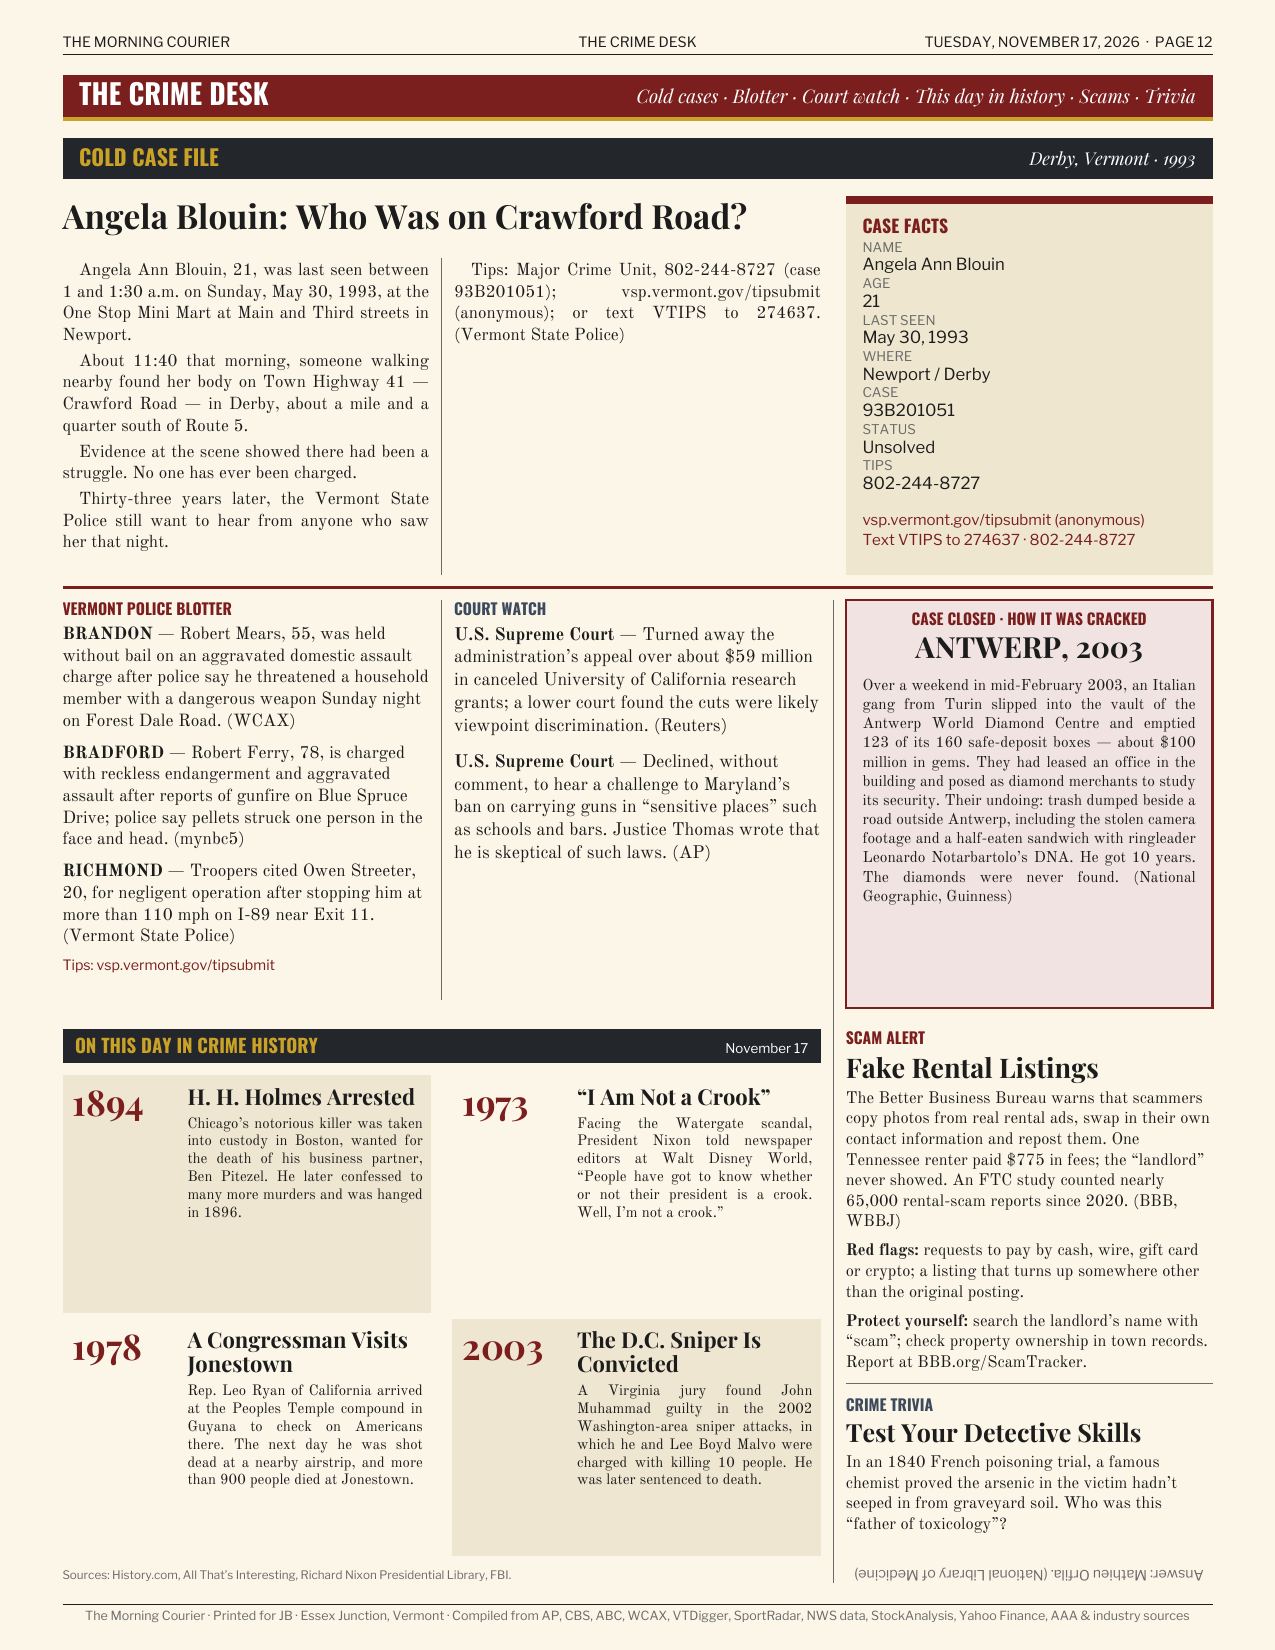 THE MORNING COURIER
THE CRIME DESK
TUESDAY, NOVEMBER 17, 2026 · PAGE 12
THE CRIME DESK
Cold cases · Blotter · Court watch · This day in history · Scams · Trivia
COLD CASE FILE
Derby, Vermont · 1993
Angela Blouin: Who Was on Crawford Road?
Angela Ann Blouin, 21, was last seen between
1 and 1:30 a.m. on Sunday, May 30, 1993, at the
One Stop Mini Mart at Main and Third streets in
Newport.
About 11:40 that morning, someone walking
nearby found her body on Town Highway 41 —
Crawford Road — in Derby, about a mile and a
quarter south of Route 5.
Evidence at the scene showed there had been a
struggle. No one has ever been charged.
Thirty-three years later, the Vermont State
Police still want to hear from anyone who saw
her that night.
Tips: Major Crime Unit, 802-244-8727 (case
93B201051); vsp.vermont.gov/tipsubmit
(anonymous); or text VTIPS to 274637.
(Vermont State Police)
CASE FACTS
NAME
Angela Ann Blouin
AGE
21
LAST SEEN
May 30, 1993
WHERE
Newport / Derby
CASE
93B201051
STATUS
Unsolved
TIPS
802-244-8727
vsp.vermont.gov/tipsubmit (anonymous)
Text VTIPS to 274637 · 802-244-8727
VERMONT POLICE BLOTTER
BRANDON — Robert Mears, 55, was held
without bail on an aggravated domestic assault
charge after police say he threatened a household
member with a dangerous weapon Sunday night
on Forest Dale Road. (WCAX)
BRADFORD — Robert Ferry, 78, is charged
with reckless endangerment and aggravated
assault after reports of gunfire on Blue Spruce
Drive; police say pellets struck one person in the
face and head. (mynbc5)
RICHMOND — Troopers cited Owen Streeter,
20, for negligent operation after stopping him at
more than 110 mph on I-89 near Exit 11.
(Vermont State Police)
Tips: vsp.vermont.gov/tipsubmit
COURT WATCH
U.S. Supreme Court — Turned away the
administration’s appeal over about $59 million
in canceled University of California research
grants; a lower court found the cuts were likely
viewpoint discrimination. (Reuters)
U.S. Supreme Court — Declined, without
comment, to hear a challenge to Maryland’s
ban on carrying guns in “sensitive places” such
as schools and bars. Justice Thomas wrote that
he is skeptical of such laws. (AP)
CASE CLOSED · HOW IT WAS CRACKED
ANTWERP, 2003
Over a weekend in mid-February 2003, an Italian
gang from Turin slipped into the vault of the
Antwerp World Diamond Centre and emptied
123 of its 160 safe-deposit boxes — about $100
million in gems. They had leased an office in the
building and posed as diamond merchants to study
its security. Their undoing: trash dumped beside a
road outside Antwerp, including the stolen camera
footage and a half-eaten sandwich with ringleader
Leonardo Notarbartolo’s DNA. He got 10 years.
The diamonds were never found. (National
Geographic, Guinness)
ON THIS DAY IN CRIME HISTORY
November 17
1894
H. H. Holmes Arrested
Chicago’s notorious killer was taken
into custody in Boston, wanted for
the death of his business partner,
Ben Pitezel. He later confessed to
many more murders and was hanged
in 1896.
1973
“I Am Not a Crook”
Facing the Watergate scandal,
President Nixon told newspaper
editors at Walt Disney World,
“People have got to know whether
or not their president is a crook.
Well, I’m not a crook.”
1978
A Congressman Visits
Jonestown
Rep. Leo Ryan of California arrived
at the Peoples Temple compound in
Guyana to check on Americans
there. The next day he was shot
dead at a nearby airstrip, and more
than 900 people died at Jonestown.
2003
The D.C. Sniper Is
Convicted
A Virginia jury found John
Muhammad guilty in the 2002
Washington-area sniper attacks, in
which he and Lee Boyd Malvo were
charged with killing 10 people. He
was later sentenced to death.
Sources: History.com, All That’s Interesting, Richard Nixon Presidential Library, FBI.
SCAM ALERT
Fake Rental Listings
The Better Business Bureau warns that scammers
copy photos from real rental ads, swap in their own
contact information and repost them. One
Tennessee renter paid $775 in fees; the “landlord”
never showed. An FTC study counted nearly
65,000 rental-scam reports since 2020. (BBB,
WBBJ)
Red flags: requests to pay by cash, wire, gift card
or crypto; a listing that turns up somewhere other
than the original posting.
Protect yourself: search the landlord’s name with
“scam”; check property ownership in town records.
Report at BBB.org/ScamTracker.
CRIME TRIVIA
Test Your Detective Skills
In an 1840 French poisoning trial, a famous
chemist proved the arsenic in the victim hadn’t
seeped in from graveyard soil. Who was this
“father of toxicology”?
Answer: Mathieu Orfila. (National Library of Medicine)
The Morning Courier · Printed for JB · Essex Junction, Vermont · Compiled from AP, CBS, ABC, WCAX, VTDigger, SportRadar, NWS data, StockAnalysis, Yahoo Finance, AAA & industry sources